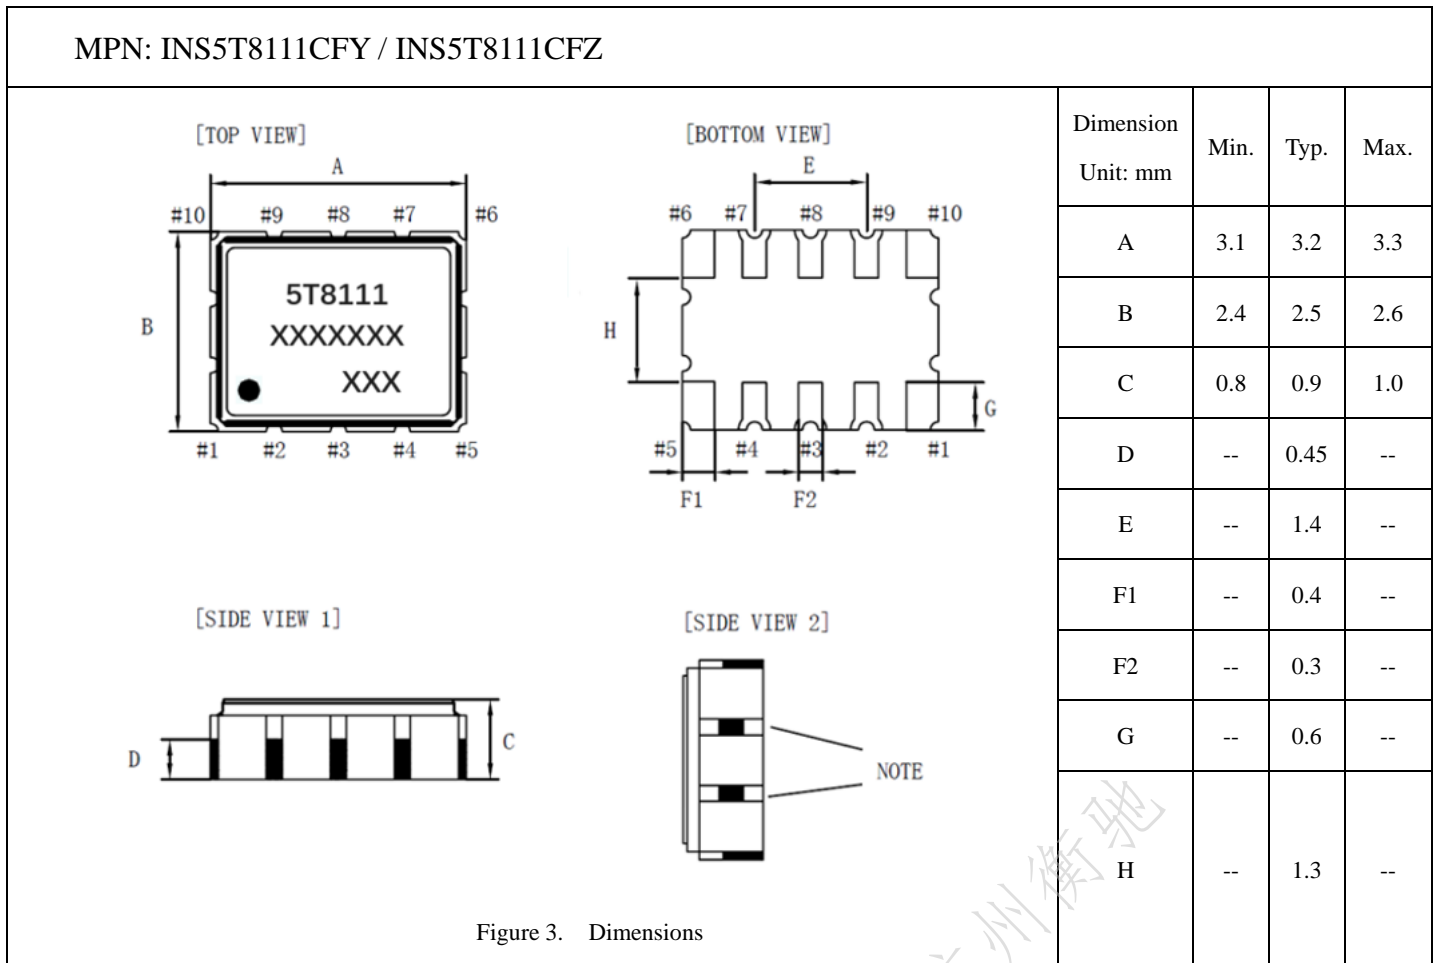 MPN: INS5T8111CFY / INS5T8111CFZ
[TOP VIEW]
A
#10 #9 #8 #7 #6
B
5T8111
XXXXXXX
XXX
#1 #2 #3 #4 #5
[BOTTOM VIEW]
E
#6 #7 #8 #9 #10
H
G
#5 #4 #3 #2 #1
F1 F2
[SIDE VIEW 1]
D
C
[SIDE VIEW 2]
NOTE
Figure 3. Dimensions
Dimension
Unit: mm Min. Typ. Max.
A 3.1 3.2 3.3
B 2.4 2.5 2.6
C 0.8 0.9 1.0
D -- 0.45 --
E -- 1.4 --
F1 -- 0.4 --
F2 -- 0.3 --
G -- 0.6 --
H -- 1.3 --
州衡驰